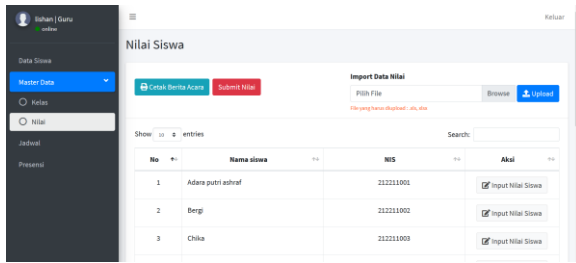 lishan | Guru
online
Keluar
Nilai Siswa
Data Siswa
Master Data
Kelas
Nilai
Jadwal
Presensi
Cetak Berita Acara
Submit Nilai
Import Data Nilai
Pilih File
Browse
Upload
File yang harus diupload : .xls, xlsx
Show 10 entries
Search:
No Nama siswa NIS Aksi
1 Adara putri ashraf 212211001 Input Nilai Siswa
2 Bergi 212211002 Input Nilai Siswa
3 Chika 212211003 Input Nilai Siswa